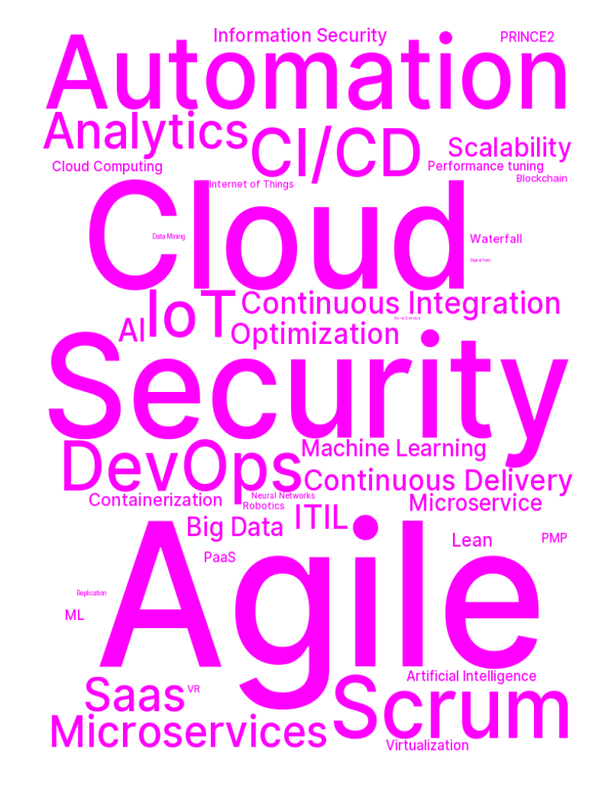 Information Security
PRINCE2
Automation
Analytics
CI/CD
Scalability
Cloud Computing
Performance tuning
Internet of Things
Blockchain
Cloud
Data Mining
Waterfall
Digital Twin
IoT
Continuous Integration
AI
Optimization
Security
DevOps
Machine Learning
Continuous Delivery
Containerization
Neural Networks
Robotics
Microservice
Big Data
ITIL
Lean
PMP
PaaS
Agile
Replication
ML
Artificial Intelligence
Saas
VR
Scrum
Microservices
Virtualization